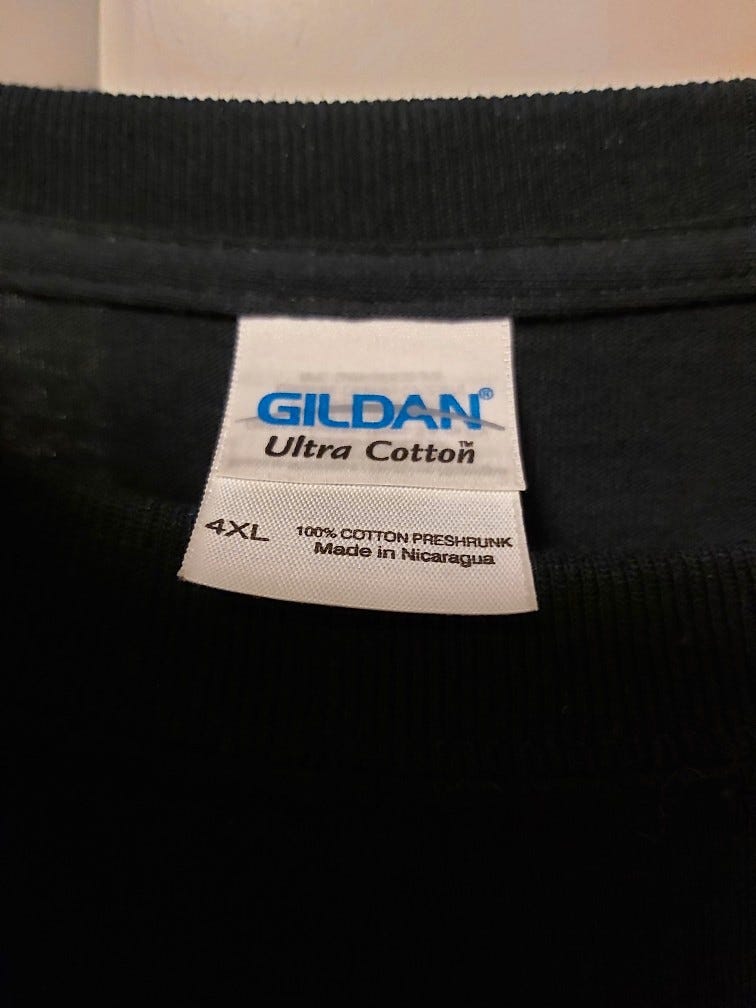 GILDAN®
Ultra Cotton™
4XL 100% COTTON PRESHRUNK
Made in Nicaragua